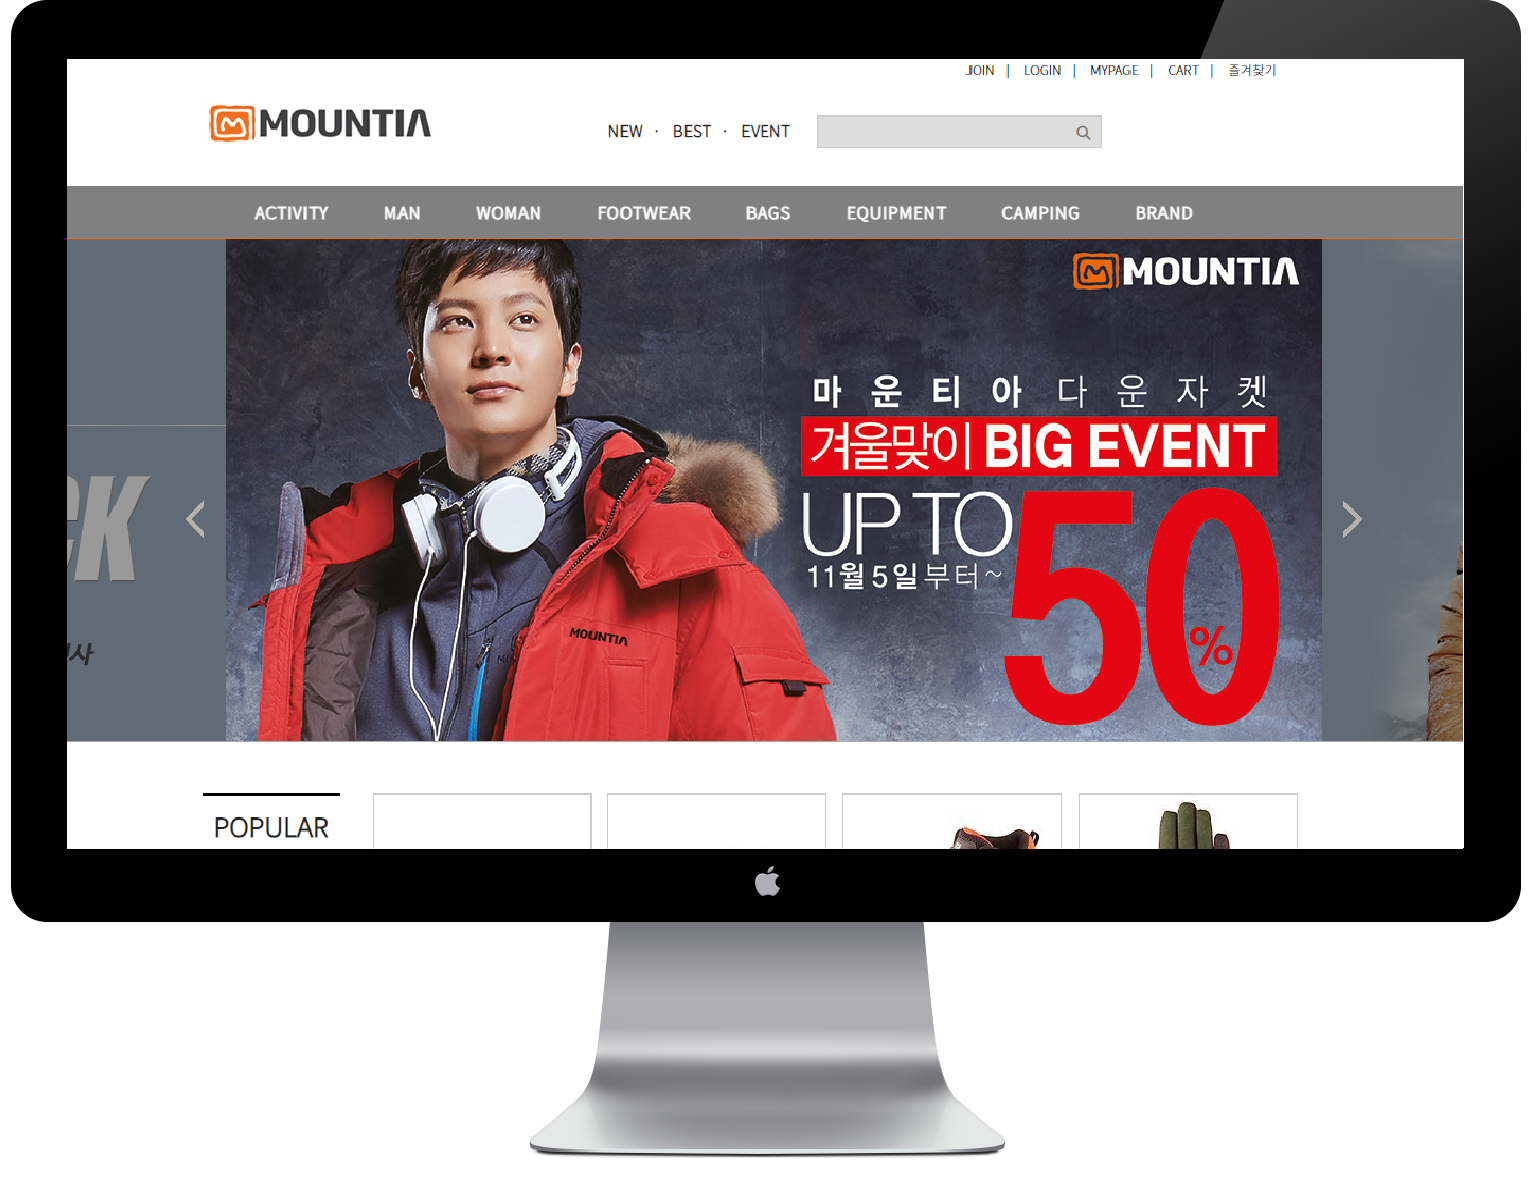 JOIN | LOGIN | MYPAGE | CART | 즐겨찾기
MOUNTIA
NEW · BEST · EVENT
ACTIVITY MAN WOMAN FOOTWEAR BAGS EQUIPMENT CAMPING BRAND
MOUNTIA
마운티아다운자켓
겨울맞이 BIG EVENT
UP TO 50%
11월 5일부터~
CK
사
MOUNTIA
POPULAR